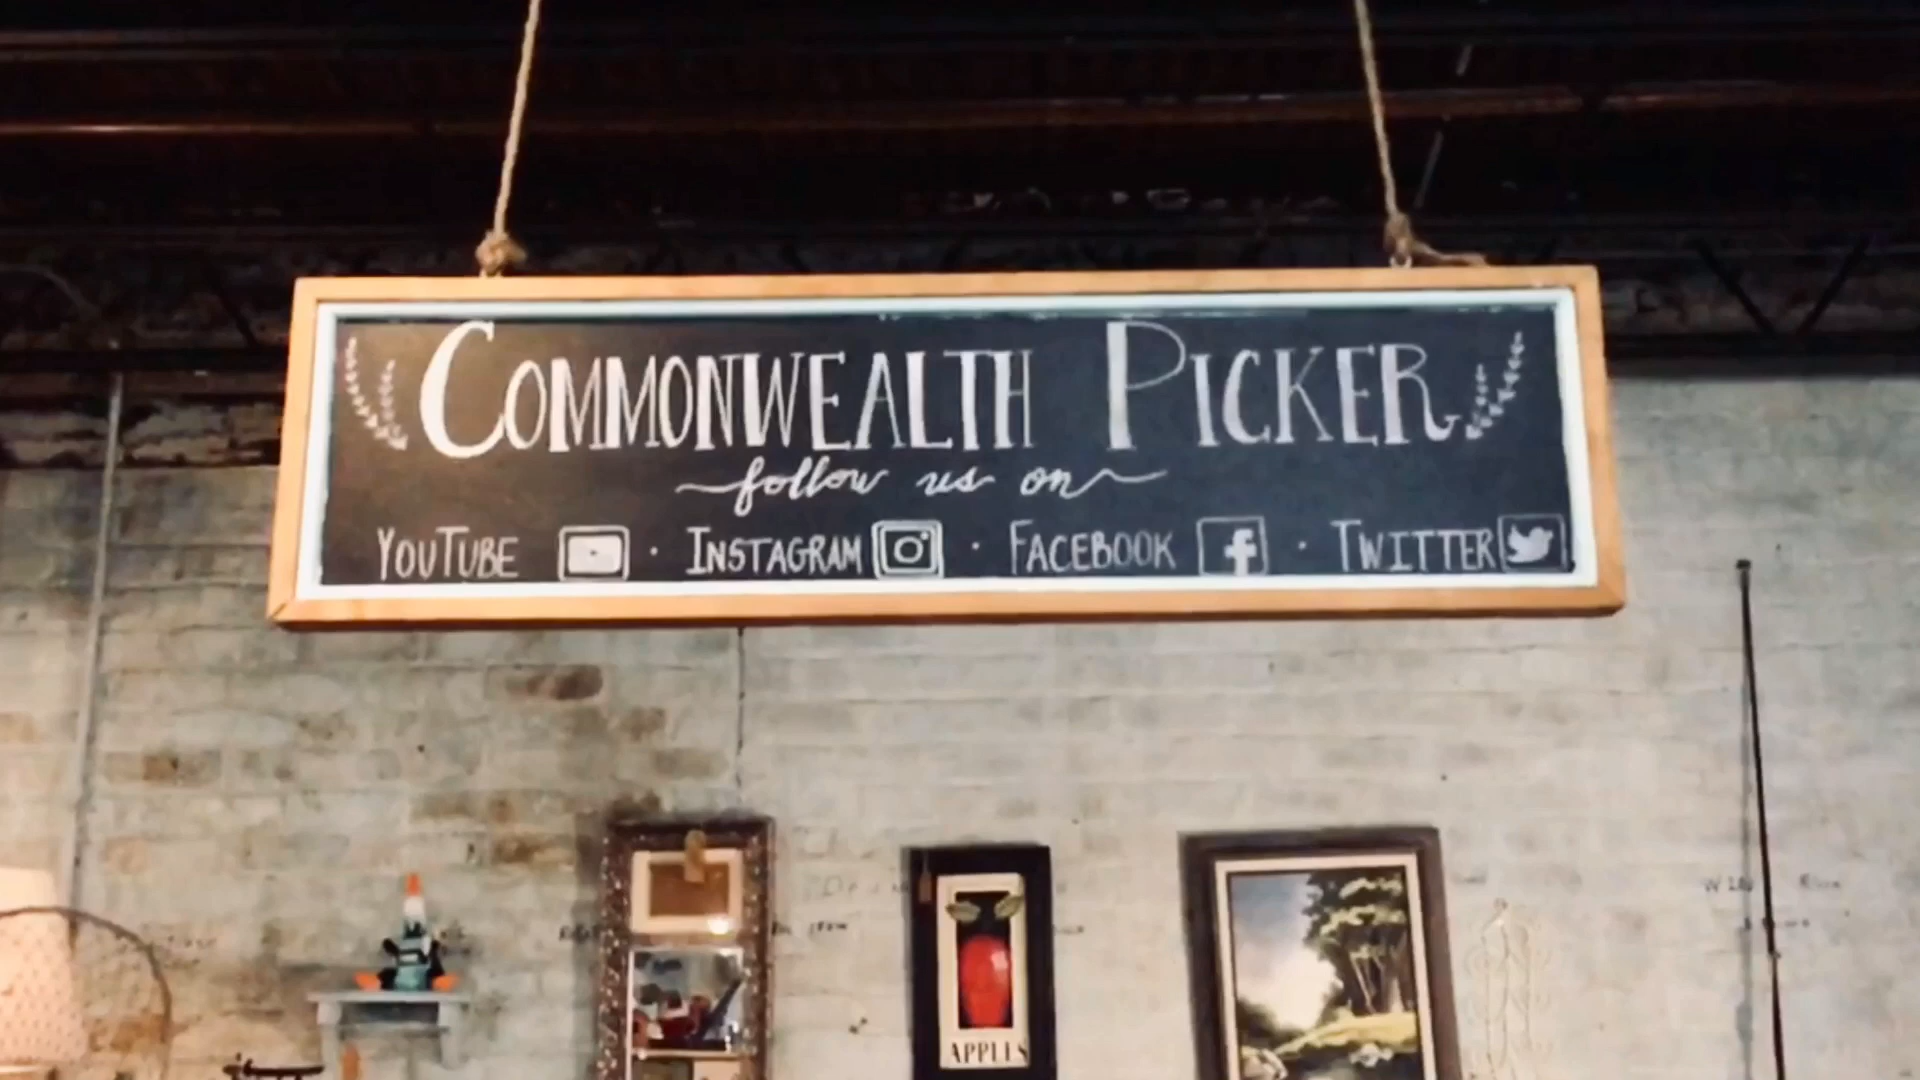 COMMONWEALTH PICKER
follow us on
YOUTUBE · INSTAGRAM · FACEBOOK · TWITTER
APPLES